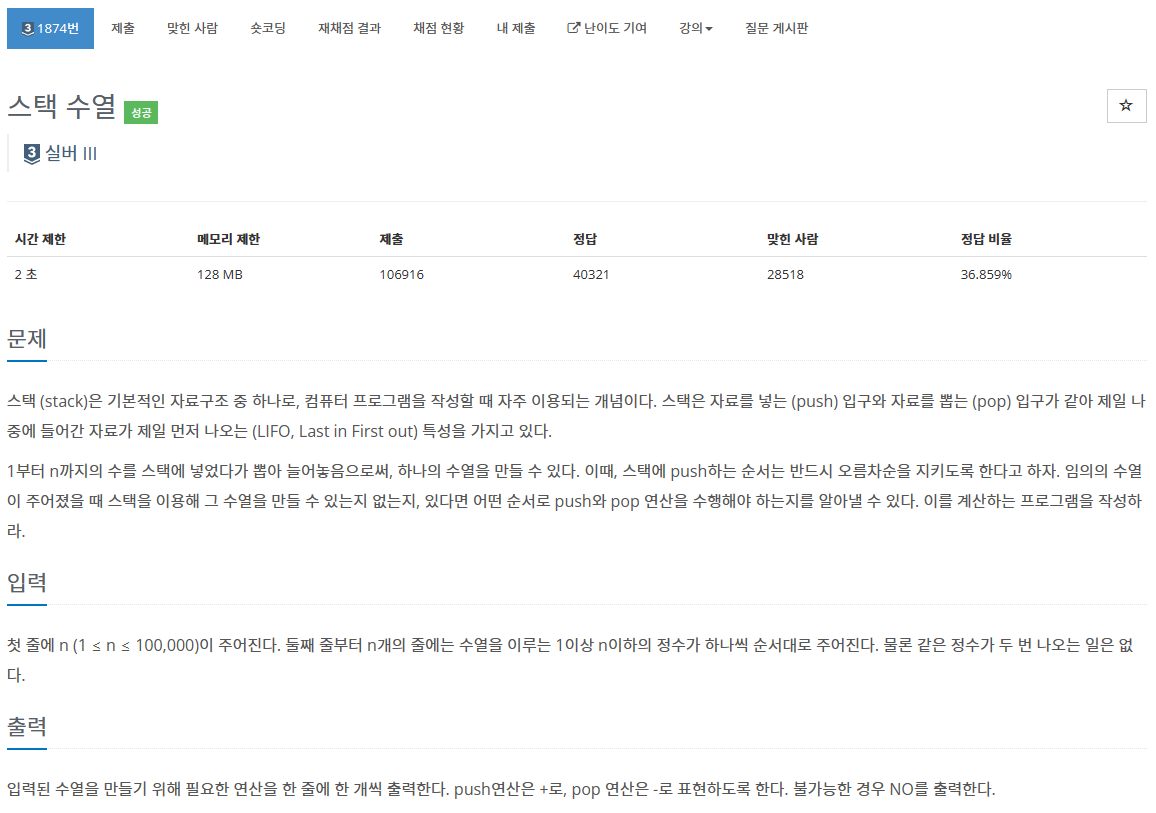 3 1874번 제출 맞힌 사람 숏코딩 재채점 결과 채점 현황 내 제출 난이도 기여 강의 질문 게시판
스택 수열 성공
3 실버 III
시간 제한 메모리 제한 제출 정답 맞힌 사람 정답 비율
2 초 128 MB 106916 40321 28518 36.859%
문제
스택 (stack)은 기본적인 자료구조 중 하나로, 컴퓨터 프로그램을 작성할 때 자주 이용되는 개념이다. 스택은 자료를 넣는 (push) 입구와 자료를 뽑는 (pop) 입구가 같아 제일 나
중에 들어간 자료가 제일 먼저 나오는 (LIFO, Last in First out) 특성을 가지고 있다.
1부터 n까지의 수를 스택에 넣었다가 뽑아 늘어놓음으로써, 하나의 수열을 만들 수 있다. 이때, 스택에 push하는 순서는 반드시 오름차순을 지키도록 한다고 하자. 임의의 수열
이 주어졌을 때 스택을 이용해 그 수열을 만들 수 있는지 없는지, 있다면 어떤 순서로 push와 pop 연산을 수행해야 하는지를 알아낼 수 있다. 이를 계산하는 프로그램을 작성하
라.
입력
첫 줄에 n (1 ≤ n ≤ 100,000)이 주어진다. 둘째 줄부터 n개의 줄에는 수열을 이루는 1이상 n이하의 정수가 하나씩 순서대로 주어진다. 물론 같은 정수가 두 번 나오는 일은 없
다.
출력
입력된 수열을 만들기 위해 필요한 연산을 한 줄에 한 개씩 출력한다. push연산은 +로, pop 연산은 -로 표현하도록 한다. 불가능한 경우 NO를 출력한다.